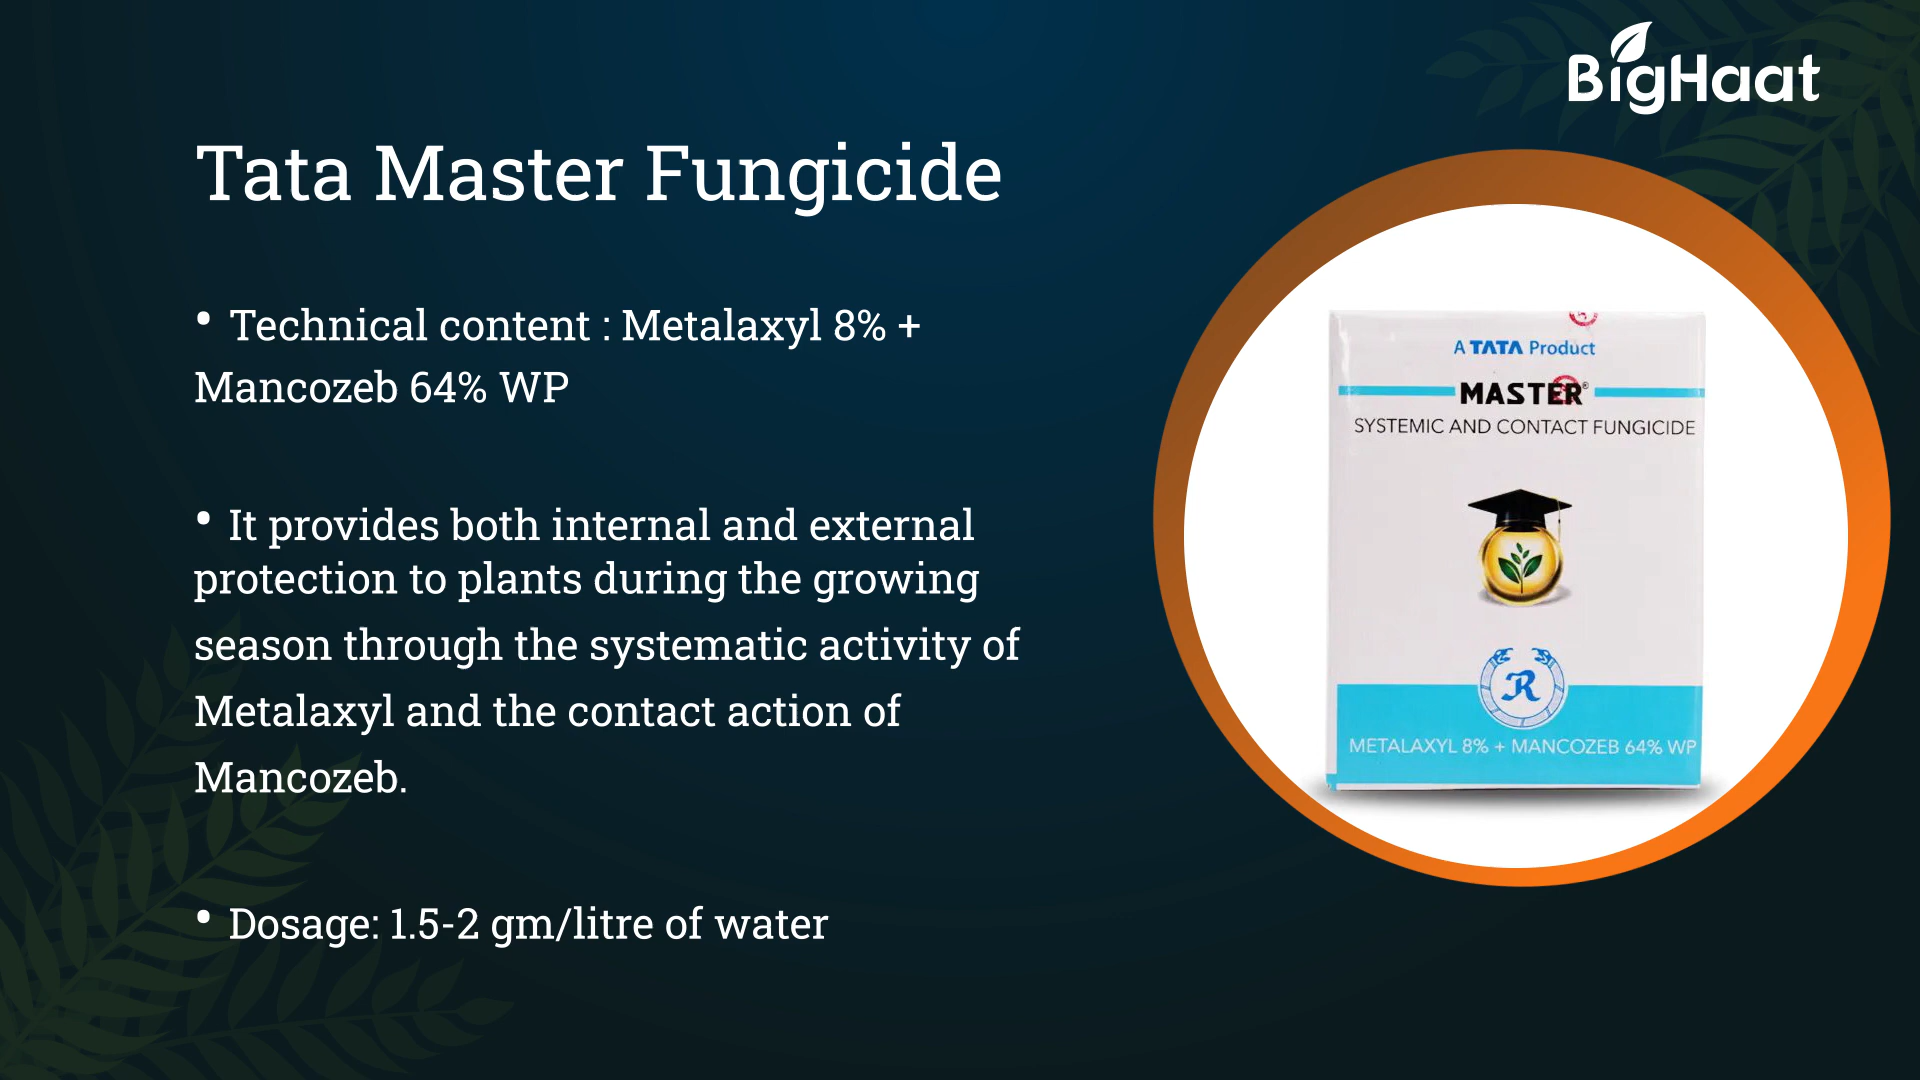 BigHaat
Tata Master Fungicide
• Technical content : Metalaxyl 8% +
Mancozeb 64% WP
• It provides both internal and external
protection to plants during the growing
season through the systematic activity of
Metalaxyl and the contact action of
Mancozeb.
• Dosage: 1.5-2 gm/litre of water
A TATA Product
MASTER®
SYSTEMIC AND CONTACT FUNGICIDE
R
METALAXYL 8% + MANCOZEB 64% WP